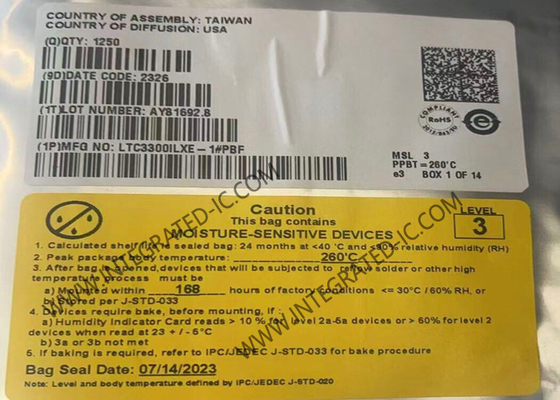 COUNTRY OF ASSEMBLY: TAIWAN
COUNTRY OF DIFFUSION: USA
(Q)QTY: 1250
(9D)DATE CODE: 2326
(1T)LOT NUMBER: AY81692.8
(1P)MFG NO: LTC3300ILXE-1#PBF
COMPLIANT
RoHS
2015/863/EU
e
MSL 3
PPBT=260°C
e3 BOX 1 OF 14
Caution
This bag contains
MOISTURE-SENSITIVE DEVICES
LEVEL
3
1. Calculated shelf life in sealed bag: 24 months at <40 °C and <90% relative humidity (RH)
2. Peak package body temperature: 260°C
3. After bag is opened, devices that will be subjected to reflow solder or other high
temperature process must be
a) Mounted within 168 hours of factory conditions <= 30°C / 60% RH, or
b) Stored per J-STD-033
4. Devices require bake, before mounting, if :
a) Humidity Indicator Card reads > 10 % for level 2a-5a devices or > 60% for level 2
devices when read at 23 + / - 5°C
b) 3a or 3b not met
5. If baking is required, refer to IPC/JEDEC J-STD-033 for bake procedure
Bag Seal Date: 07/14/2023
Note: Level and body temperature defined by IPC/JEDEC J-STD-020
WWW.INTEGRATED-IC.COM
WWW.INTEGRATED-IC.COM
WWW.INTEGRATED-IC.COM